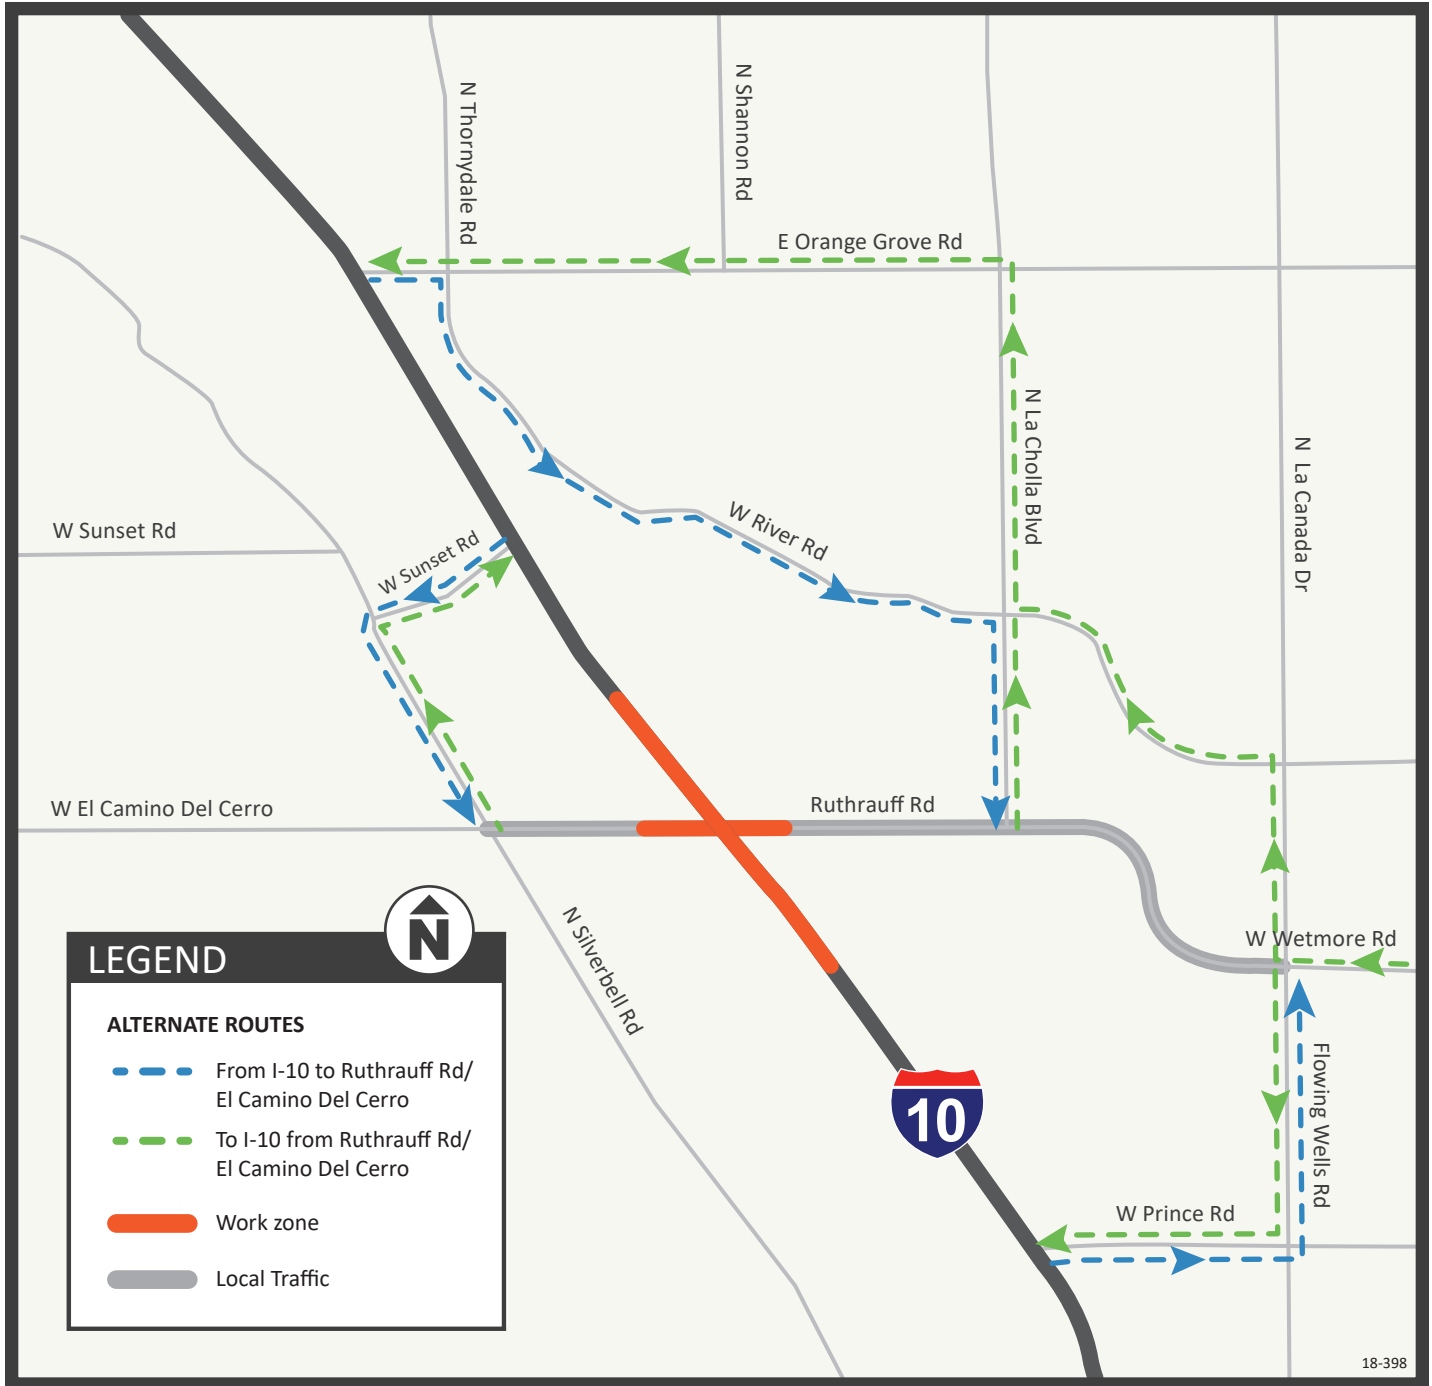 N Thornydale Rd
N Shannon Rd
E Orange Grove Rd
N La Cholla Blvd
N La Canada Dr
W Sunset Rd
W Sunset Rd
W River Rd
W El Camino Del Cerro
Ruthrauff Rd
W Wetmore Rd
N Silverbell Rd
Flowing Wells Rd
10
W Prince Rd
N
LEGEND
ALTERNATE ROUTES
From I-10 to Ruthrauff Rd/
El Camino Del Cerro
To I-10 from Ruthrauff Rd/
El Camino Del Cerro
Work zone
Local Traffic
18-398